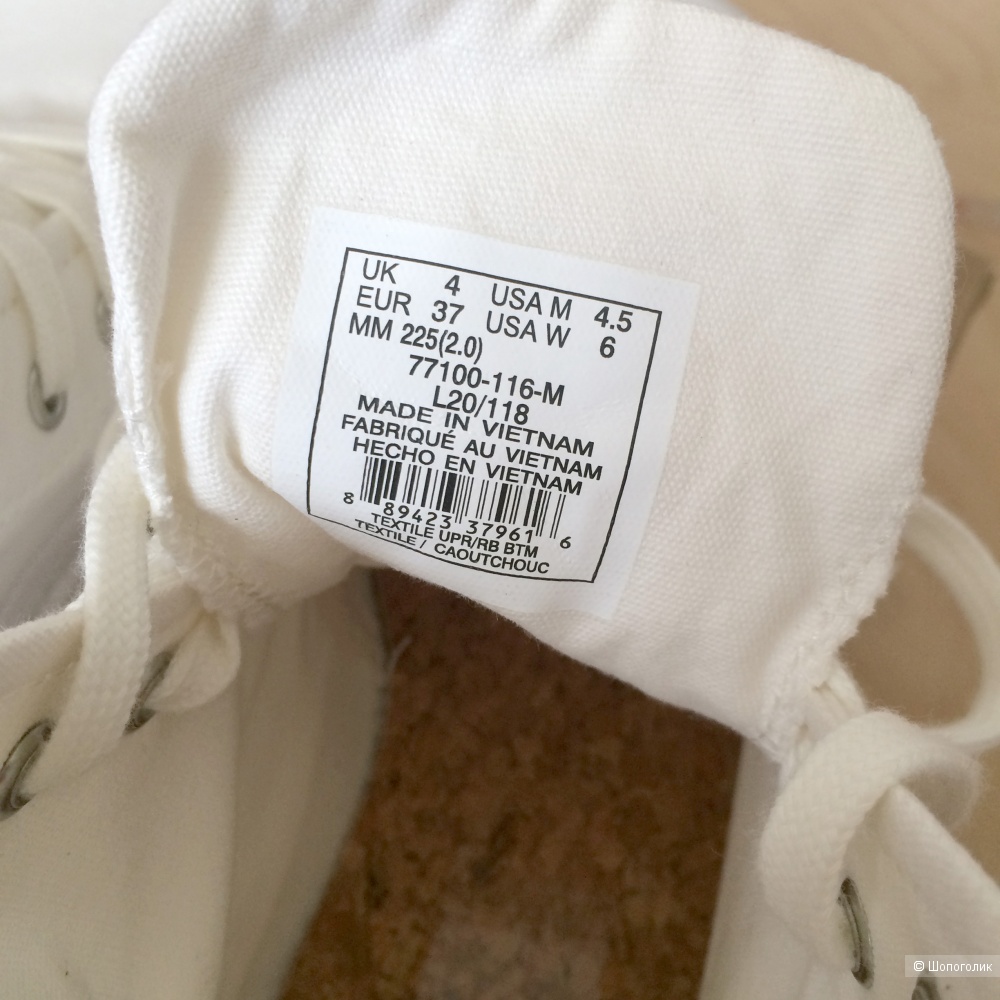 UK 4 USA M 4.5
EUR 37 USA W 6
MM 225(2.0)
77100-116-M
L20/118
MADE IN VIETNAM
FABRIQUÉ AU VIETNAM
HECHO EN VIETNAM
8 89423 37961 6
TEXTILE UPR/RB BTM
TEXTILE / CAOUTCHOUC
© Шопоголик